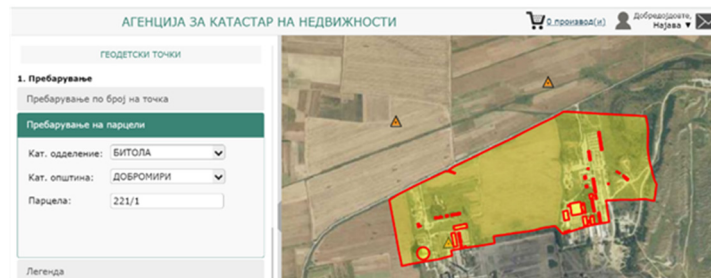 АГЕНЦИЈА ЗА КАТАСТАР НА НЕДВИЖНОСТИ
0 производ(и)
Добредојдовте,
Најава ▼
ГЕОДЕТСКИ ТОЧКИ
1. Пребарување
Пребарување по број на точка
Пребарување на парцели
Кат. одделение: БИТОЛА
Кат. општина: ДОБРОМИРИ
Парцела: 221/1
Легенда